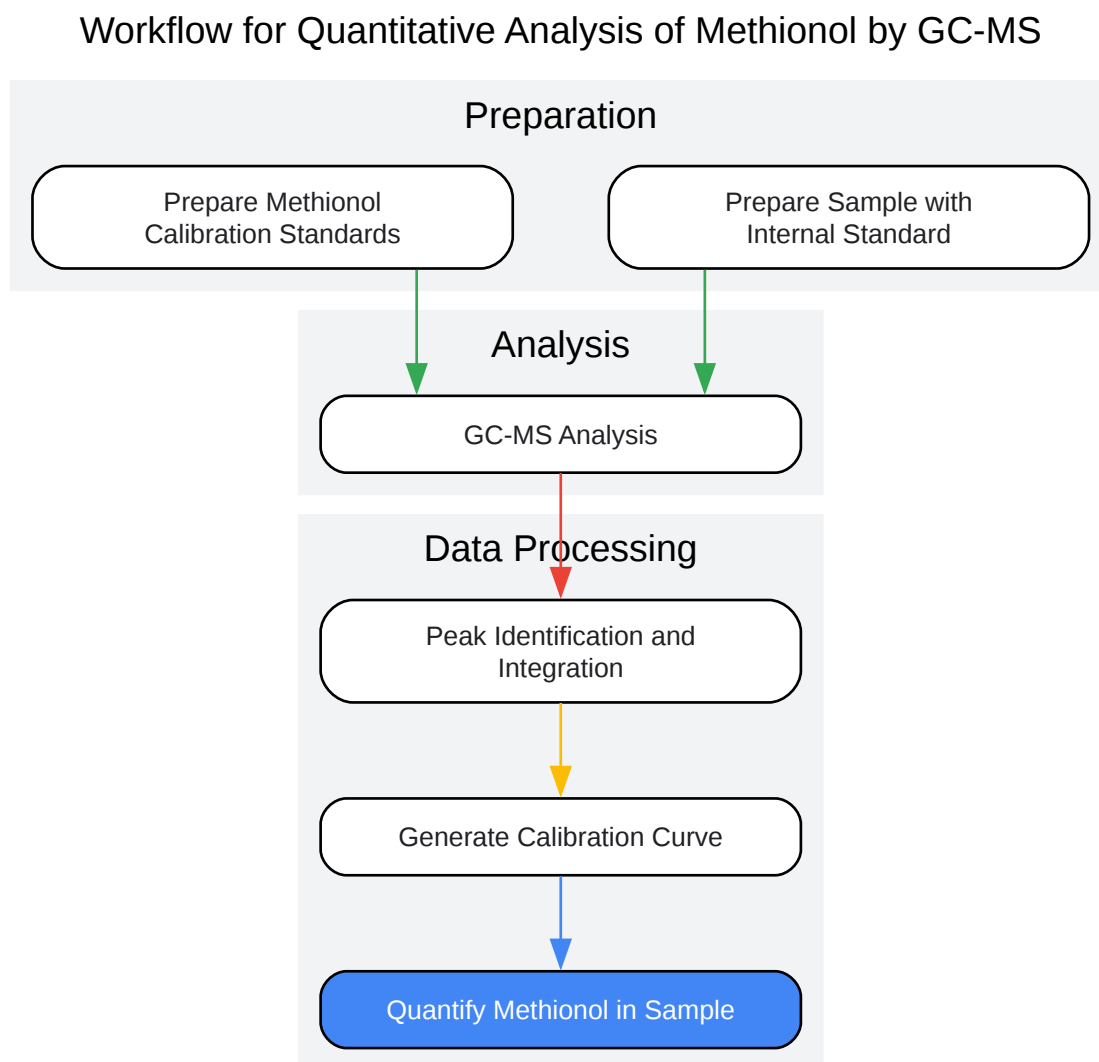 Workflow for Quantitative Analysis of Methionol by GC-MS
Preparation
Prepare Methionol
Calibration Standards
Prepare Sample with
Internal Standard
Analysis
GC-MS Analysis
Data Processing
Peak Identification and
Integration
Generate Calibration Curve
Quantify Methionol in Sample